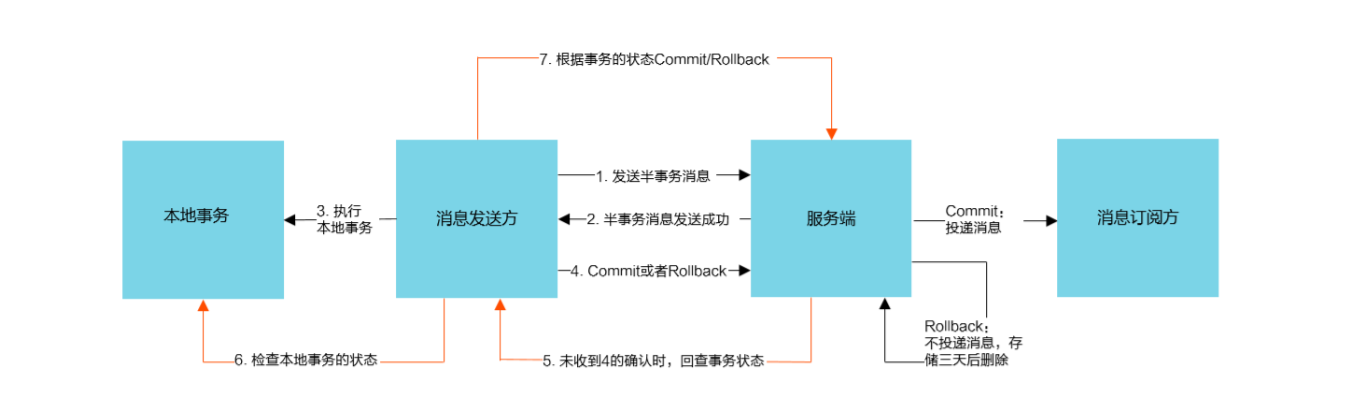 7. 根据事务的状态Commit/Rollback
本地事务
3. 执行
本地事务
消息发送方
1. 发送半事务消息
2. 半事务消息发送成功
4. Commit或者Rollback
服务端
Commit：
投递消息
消息订阅方
6. 检查本地事务的状态
5. 未收到4的确认时，回查事务状态
Rollback：
不投递消息，存
储三天后删除